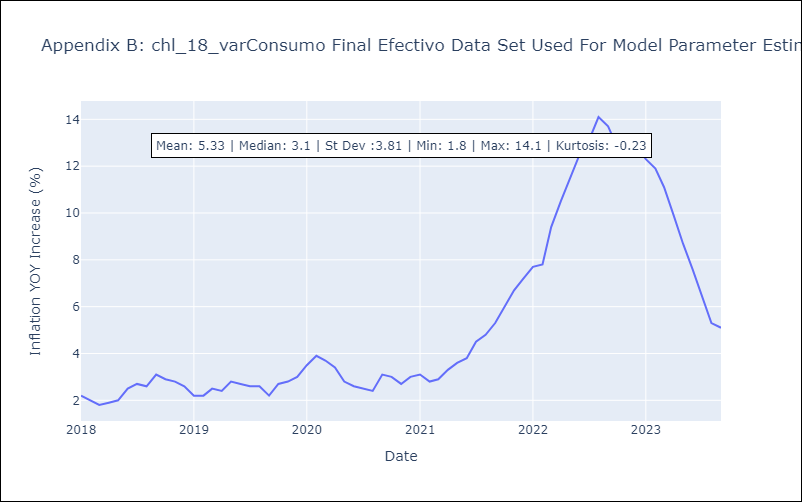 Appendix B: chl_18_varConsumo Final Efectivo Data Set Used For Model Parameter
Mean: 5.33 | Median: 3.1 | St Dev :3.81 | Min: 1.8 | Max: 14.1 | Kurtosis: -0.23
Inflation YOY Increase (%)
14
12
10
8
6
4
2
2018 2019 2020 2021 2022 2023
Date